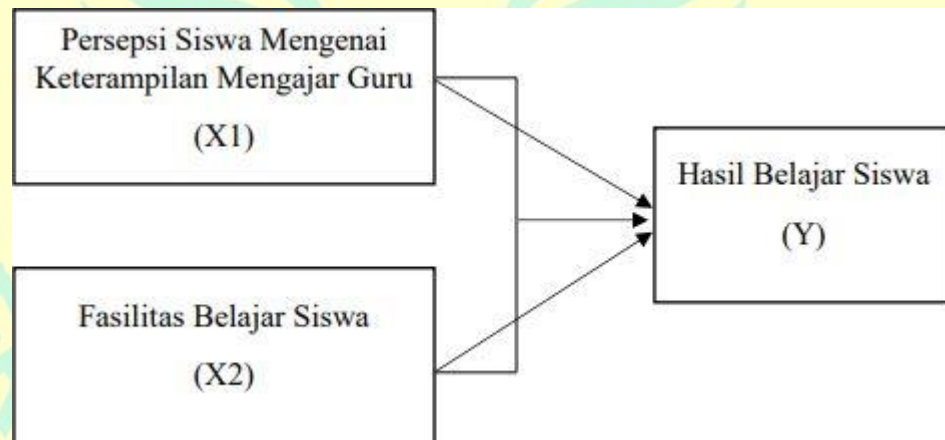 Persepsi Siswa Mengenai
Keterampilan Mengajar Guru
(X1)
Hasil Belajar Siswa
(Y)
Fasilitas Belajar Siswa
(X2)